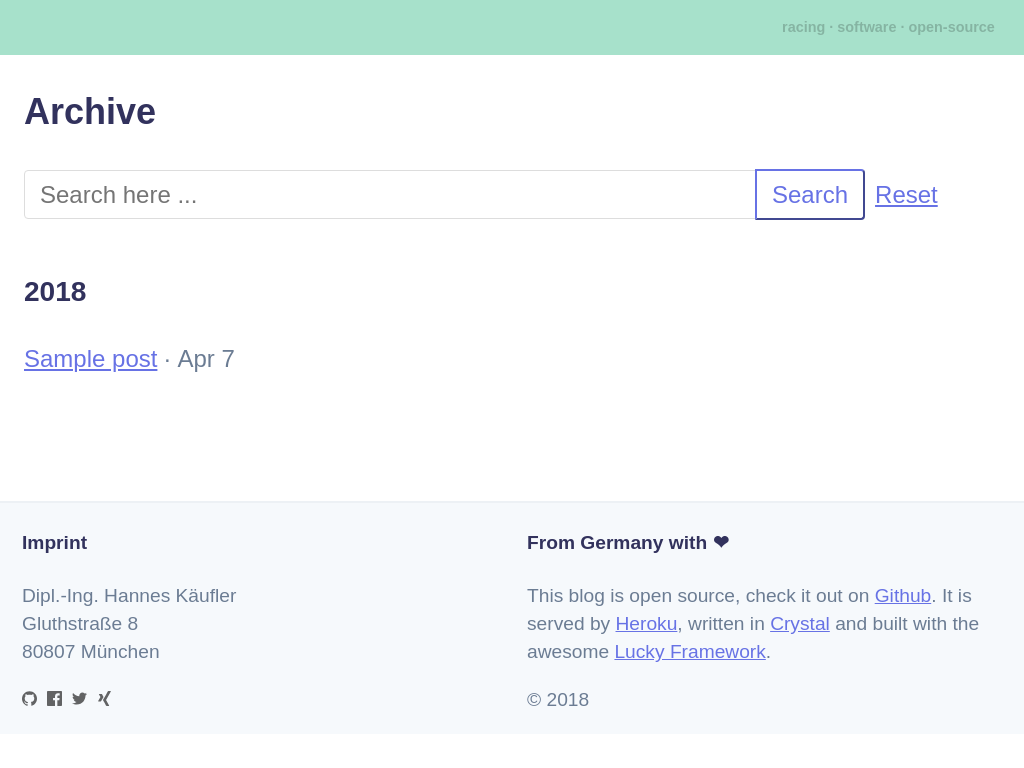 racing · software · open-source
Archive
Search here ...
Search
Reset
2018
Sample post · Apr 7
Imprint
Dipl.-Ing. Hannes Käufler
Gluthstraße 8
80807 München
From Germany with ❤
This blog is open source, check it out on Github. It is
served by Heroku, written in Crystal and built with the
awesome Lucky Framework.
© 2018